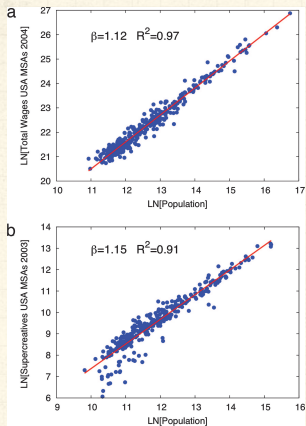 a
27
26
25
24
23
22
21
20
LN[Total Wages USA MSAs 2004]
β=1.12 R²=0.97
10 11 12 13 14 15 16 17
LN[Population]
b
14
13
12
11
10
9
8
7
6
LN[Supercreatives USA MSAs 2003]
β=1.15 R²=0.91
9 10 11 12 13 14 15 16
LN[Population]